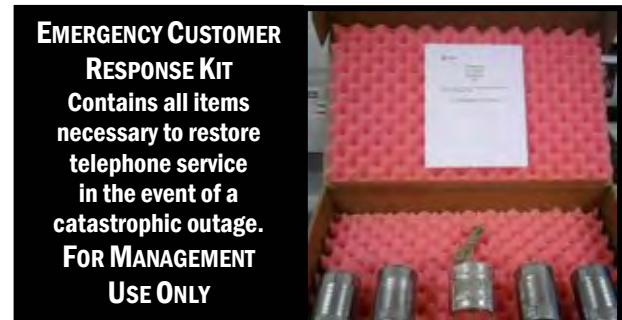 EMERGENCY CUSTOMER
RESPONSE KIT
Contains all items
necessary to restore
telephone service
in the event of a
catastrophic outage.
FOR MANAGEMENT
USE ONLY